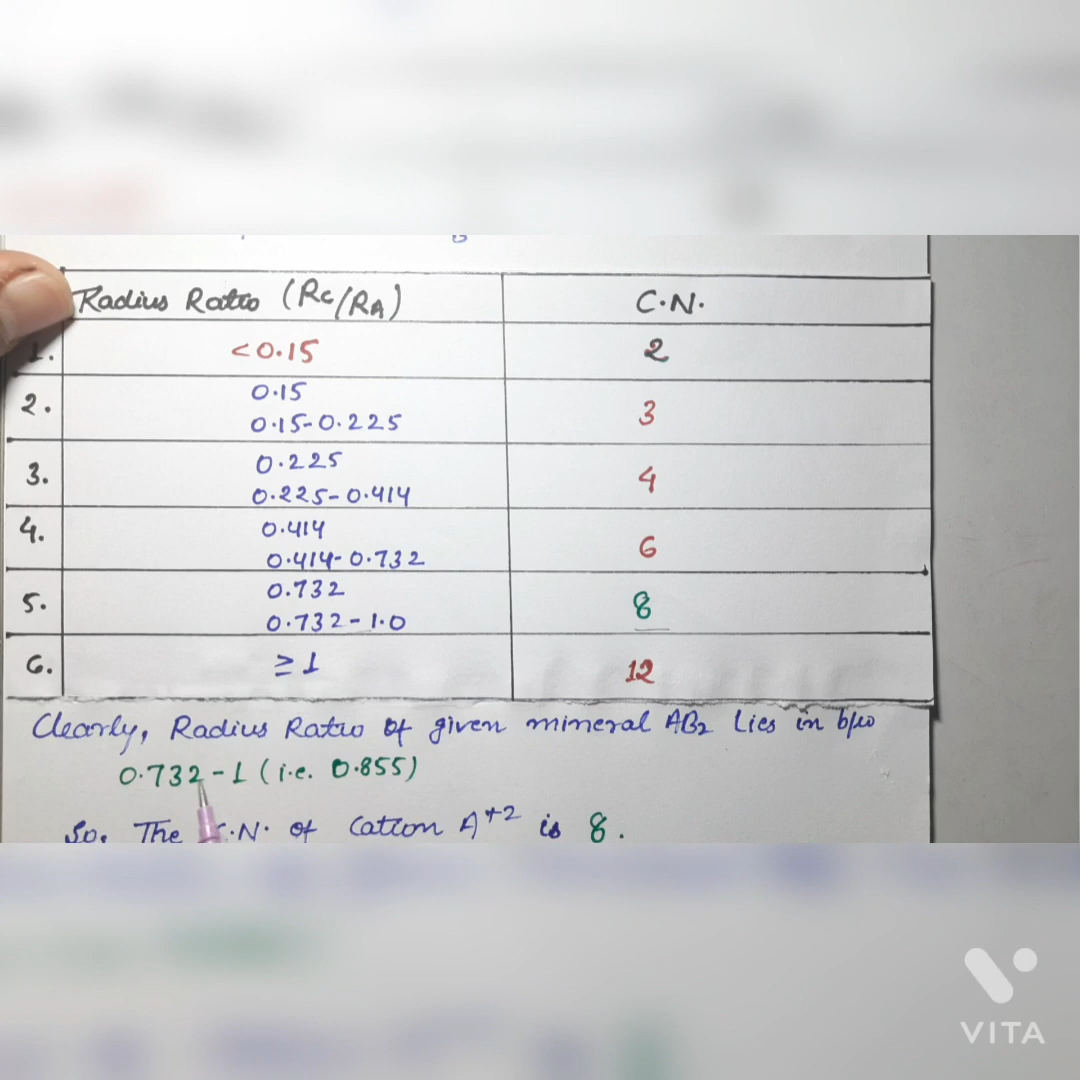 Radius Ratio (Rc/RA) C.N.
1. <0.15 2
2. 0.15
0.15-0.225 3
3. 0.225
0.225-0.414 4
4. 0.414
0.414-0.732 6
5. 0.732
0.732-1.0 8
6. ≥1 12
Clearly, Radius Ratio of given mineral AB2 Lies in b/w
0.732-1 (i.e. 0.855)
So, The C.N. of Cation A+2 is 8.
VITA